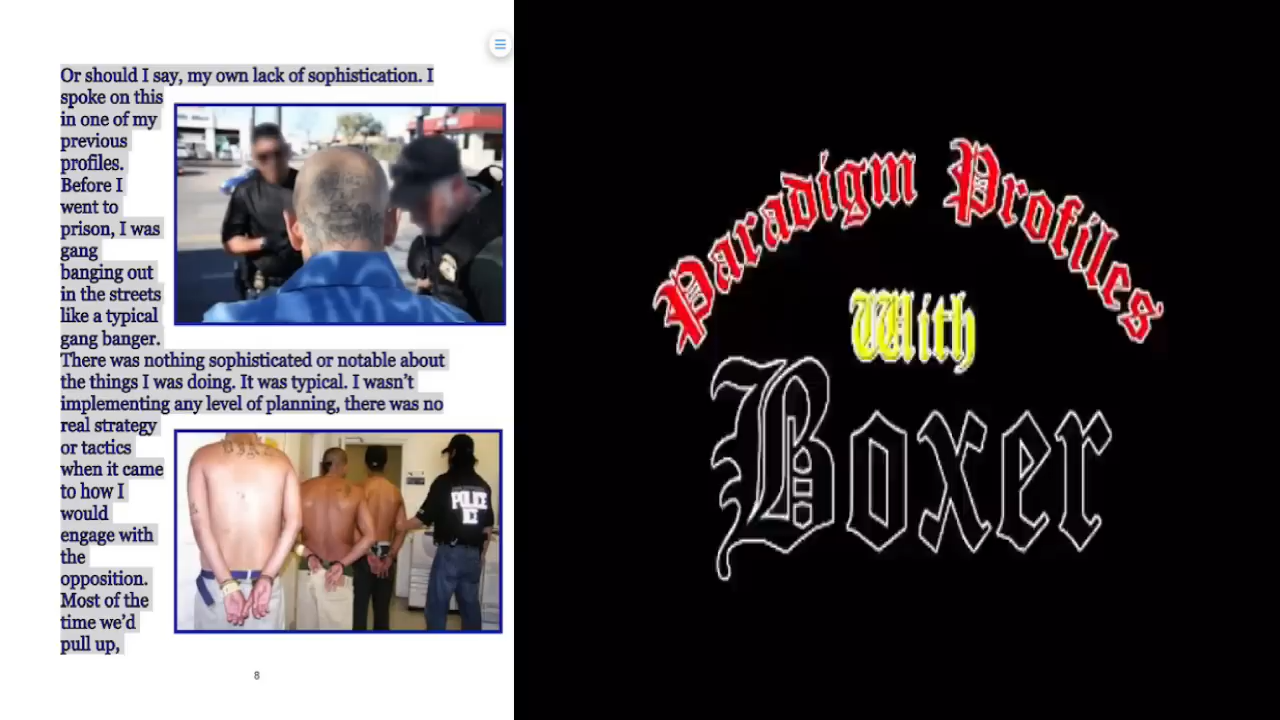 Or should I say, my own lack of sophistication. I
spoke on this
in one of my
previous
profiles.
Before I
went to
prison, I was
gang
banging out
in the streets
like a typical
gang banger.
There was nothing sophisticated or notable about
the things I was doing. It was typical. I wasn't
implementing any level of planning, there was no
real strategy
or tactics
when it came
to how I
would
engage with
the
opposition.
Most of the
time we'd
pull up,
POLICE
ICE
8
Paradigm Profiles
With
Boxer